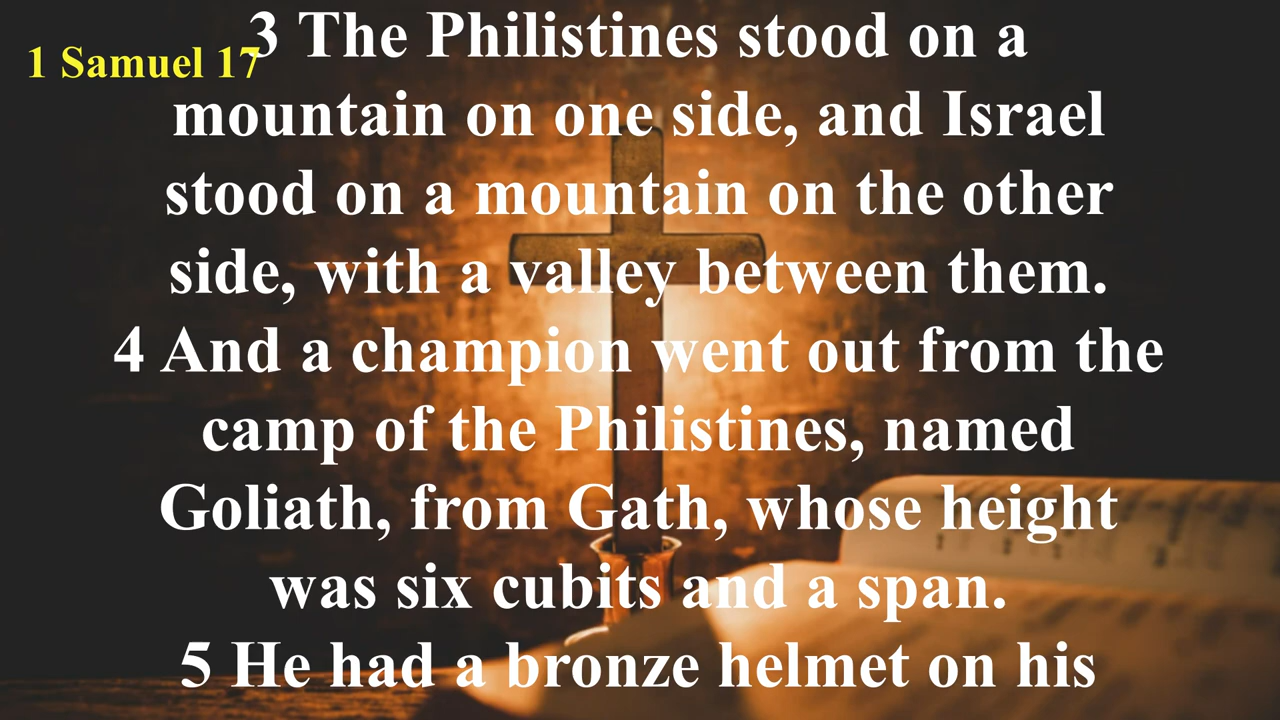 1 Samuel 17
3 The Philistines stood on a
mountain on one side, and Israel
stood on a mountain on the other
side, with a valley between them.
4 And a champion went out from the
camp of the Philistines, named
Goliath, from Gath, whose height
was six cubits and a span.
5 He had a bronze helmet on his